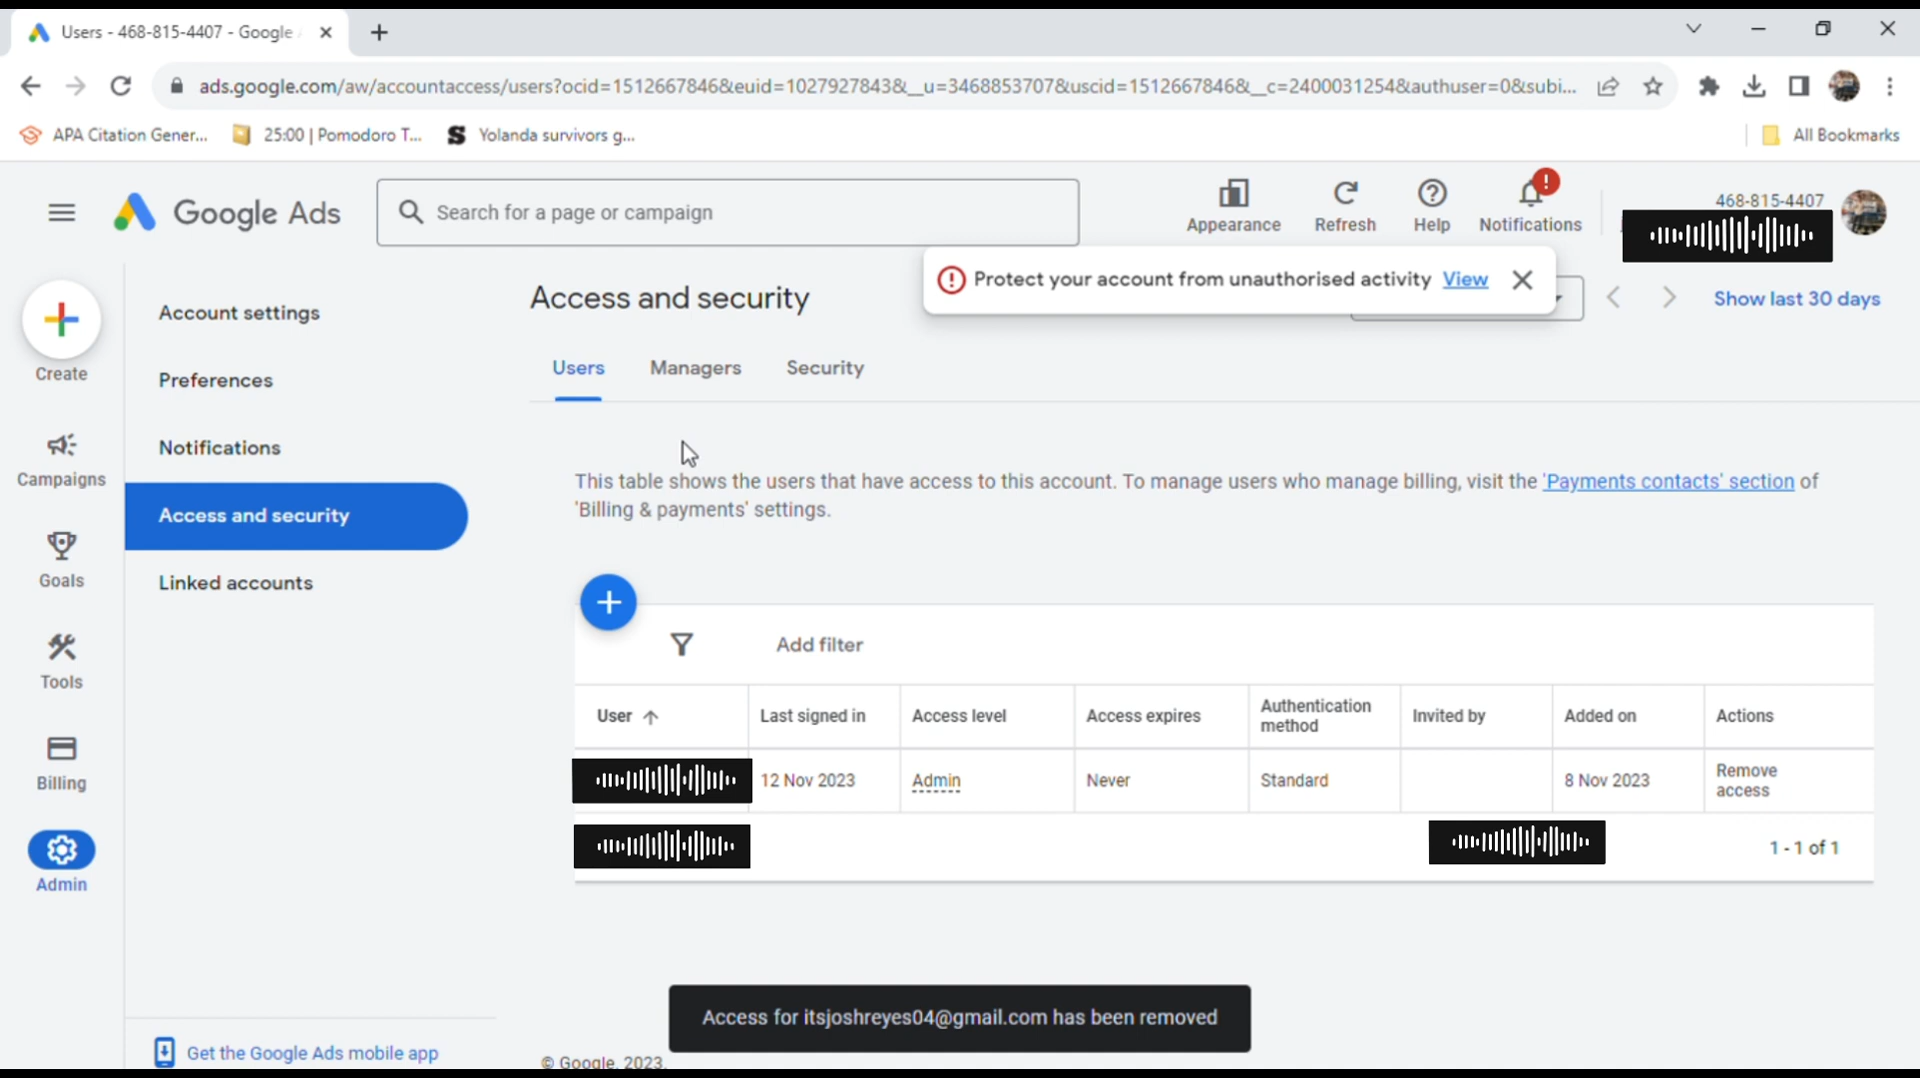 Users - 468-815-4407 - Google
ads.google.com/aw/accountaccess/users?ocid=1512667846&euid=1027927843&__u=3468853707&uscid=1512667846&__c=2400031254&authuser=0&subi...
APA Citation Gener...
25:00 | Pomodoro T...
Yolanda survivors g...
All Bookmarks
Google Ads
Search for a page or campaign
Appearance
Refresh
Help
Notifications
468-815-4407
Protect your account from unauthorised activity View
Show last 30 days
Create
Campaigns
Goals
Tools
Billing
Admin
Account settings
Preferences
Notifications
Access and security
Linked accounts
Get the Google Ads mobile app
Access and security
Users
Managers
Security
This table shows the users that have access to this account. To manage users who manage billing, visit the 'Payments contacts' section of
'Billing & payments' settings.
Add filter
User Last signed in Access level Access expires Authentication method Invited by Added on Actions
12 Nov 2023 Admin Never Standard 8 Nov 2023 Remove access
1 - 1 of 1
Access for itsjoshreyes04@gmail.com has been removed
© Google, 2023.